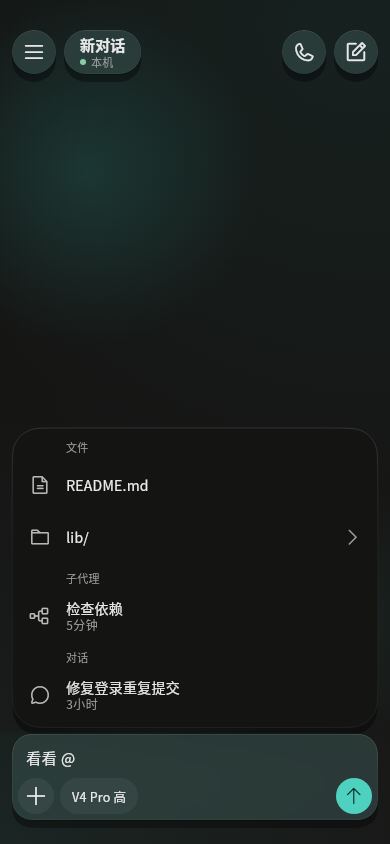 新对话
本机
文件
README.md
lib/
子代理
检查依赖
5分钟
对话
修复登录重复提交
3小时
看看 @
V4 Pro 高